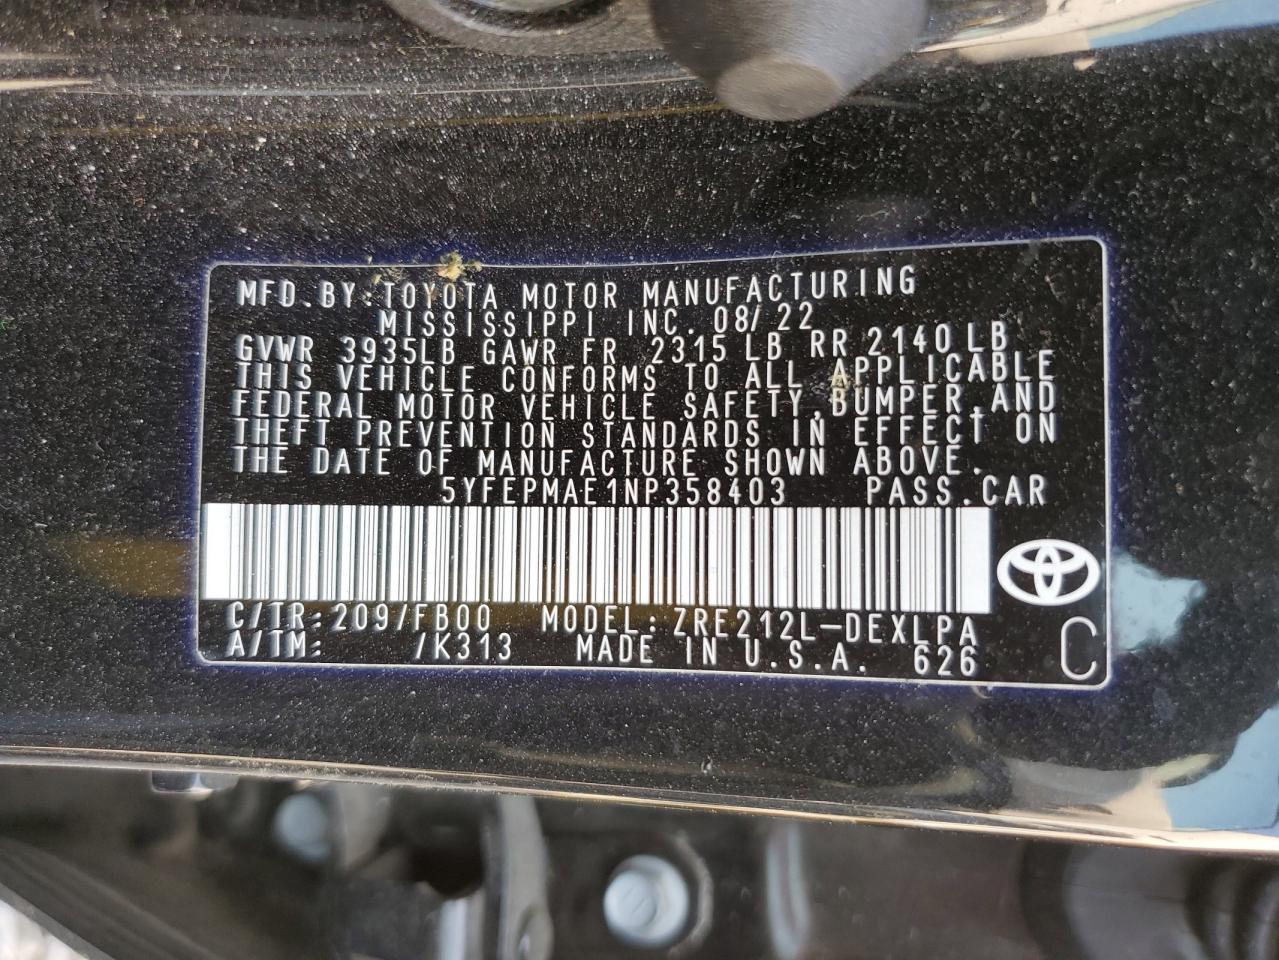 MFD.BY:TOYOTA MOTOR MANUFACTURING
MISSISSIPPI INC. 08/22
GVWR 3935LB GAWR FR 2315 LB RR 2140 LB
THIS VEHICLE CONFORMS TO ALL APPLICABLE
FEDERAL MOTOR VEHICLE SAFETY,BUMPER,AND
THEFT PREVENTION STANDARDS IN EFFECT ON
THE DATE OF MANUFACTURE SHOWN ABOVE.
5YFEPMAE1NP358403 PASS.CAR
C/TR:209/FB00 MODEL:ZRE212L-DEXLPA
A/TM: /K313 MADE IN U.S.A. 626 C